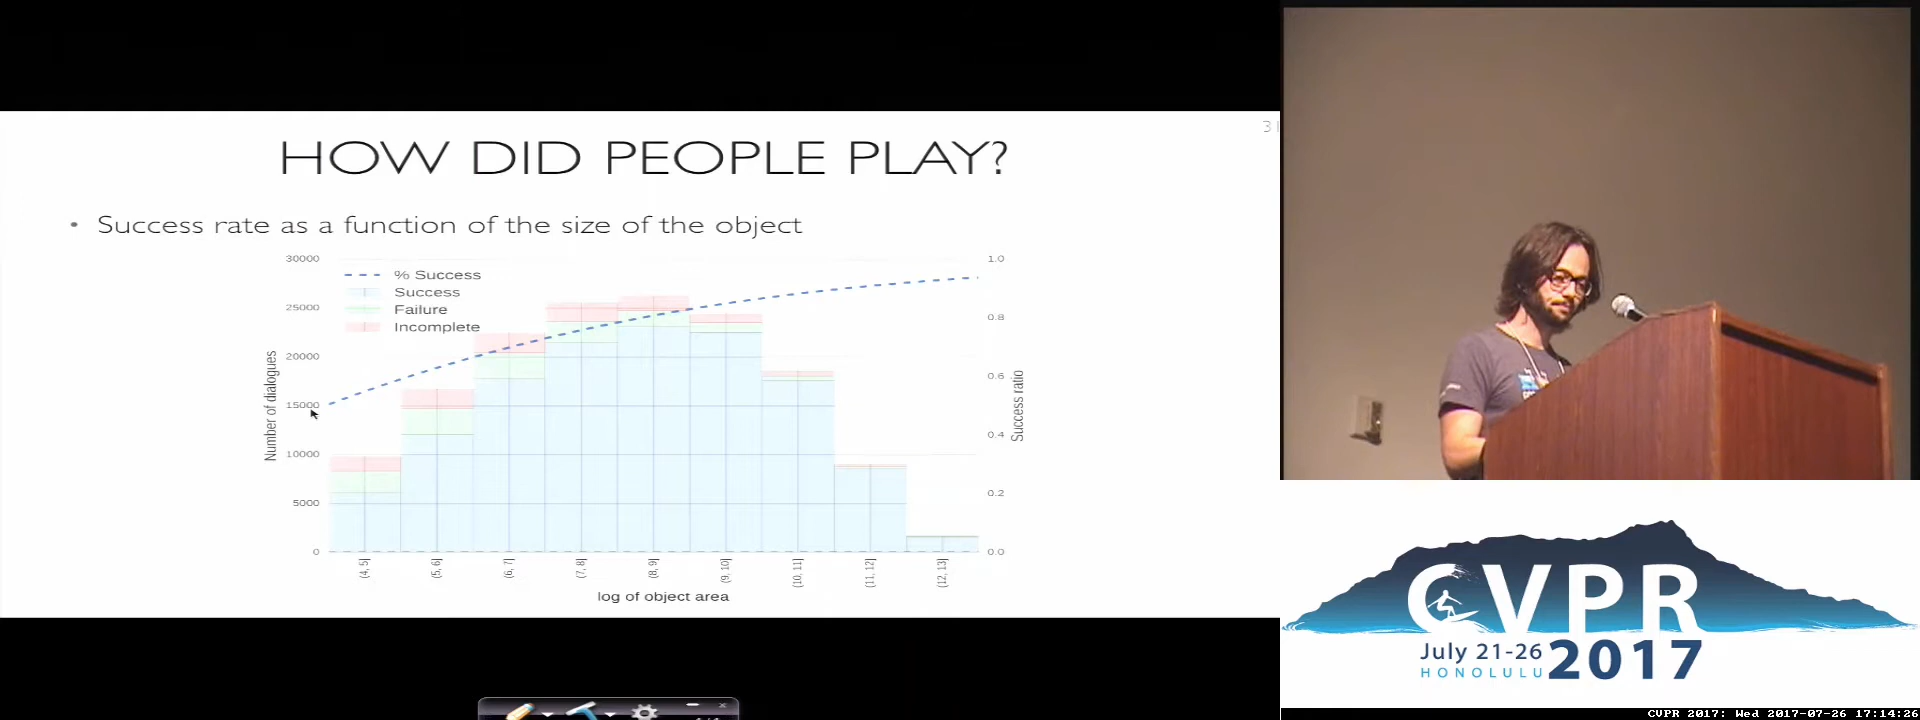 31
HOW DID PEOPLE PLAY?
• Success rate as a function of the size of the object
% Success
Success
Failure
Incomplete
Number of dialogues
30000
25000
20000
15000
10000
5000
0
1.0
0.8
0.6
0.4
0.2
0.0
Success ratio
(4, 5]
(5, 6]
(6, 7]
(7, 8]
(8, 9]
(9, 10]
(10, 11]
(11, 12]
(12, 13]
log of object area
CVPR
July 21-26
HONOLULU
2017
CVPR 2017: Wed 2017-07-26 17:14:26